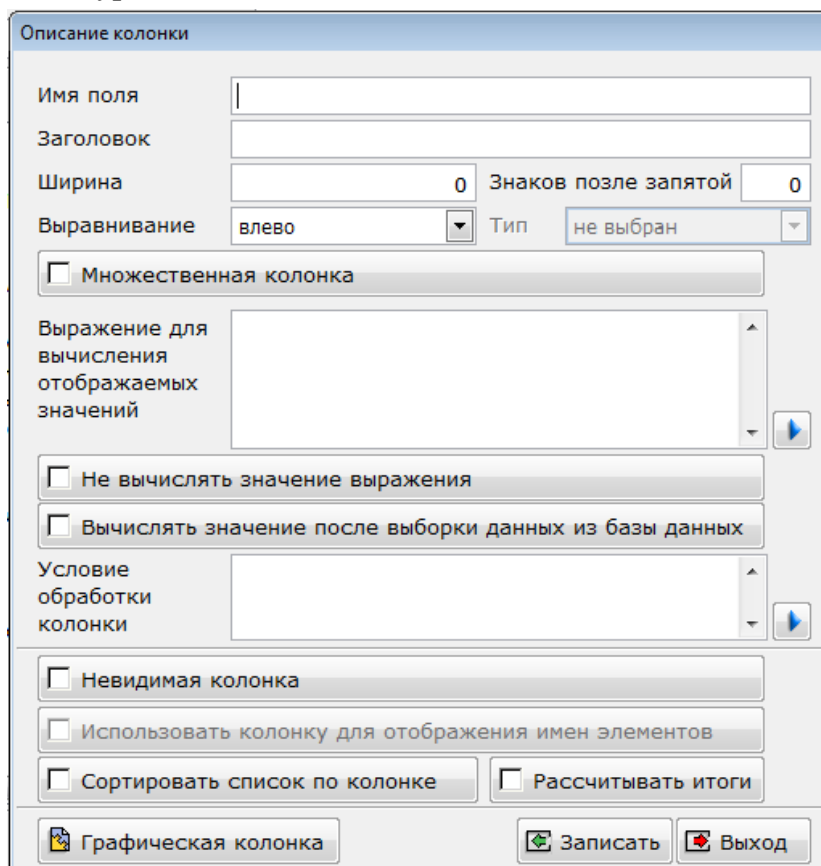 Описание колонки
Имя поля
Заголовок
Ширина 0 Знаков позле запятой 0
Выравнивание влево Тип не выбран
Множественная колонка
Выражение для
вычисления
отображаемых
значений
Не вычислять значение выражения
Вычислять значение после выборки данных из базы данных
Условие
обработки
колонки
Невидимая колонка
Использовать колонку для отображения имен элементов
Сортировать список по колонке Рассчитывать итоги
Графическая колонка Записать Выход